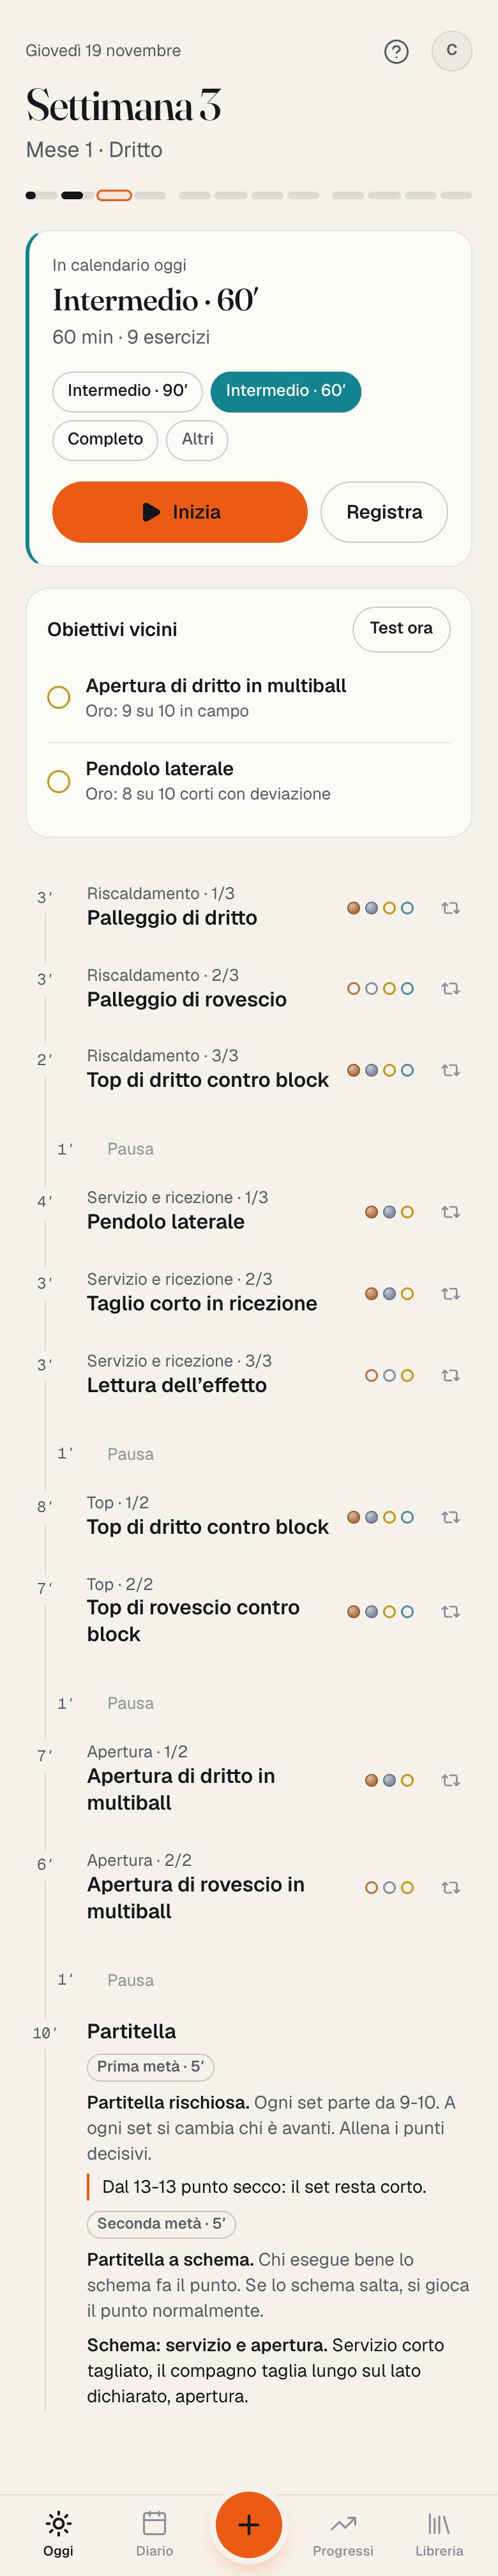 Giovedì 19 novembre
C
Settimana 3
Mese 1 · Dritto
In calendario oggi
Intermedio · 60′
60 min · 9 esercizi
Intermedio · 90′
Intermedio · 60′
Completo
Altri
Inizia
Registra
Obiettivi vicini
Test ora
Apertura di dritto in multiball
Oro: 9 su 10 in campo
Pendolo laterale
Oro: 8 su 10 corti con deviazione
3′
Riscaldamento · 1/3
Palleggio di dritto
3′
Riscaldamento · 2/3
Palleggio di rovescio
2′
Riscaldamento · 3/3
Top di dritto contro block
1′
Pausa
4′
Servizio e ricezione · 1/3
Pendolo laterale
3′
Servizio e ricezione · 2/3
Taglio corto in ricezione
3′
Servizio e ricezione · 3/3
Lettura dell’effetto
1′
Pausa
8′
Top · 1/2
Top di dritto contro block
7′
Top · 2/2
Top di rovescio contro
block
1′
Pausa
7′
Apertura · 1/2
Apertura di dritto in
multiball
6′
Apertura · 2/2
Apertura di rovescio in
multiball
1′
Pausa
10′
Partitella
Prima metà · 5′
Partitella rischiosa. Ogni set parte da 9-10. A
ogni set si cambia chi è avanti. Allena i punti
decisivi.
Dal 13-13 punto secco: il set resta corto.
Seconda metà · 5′
Partitella a schema. Chi esegue bene lo
schema fa il punto. Se lo schema salta, si gioca
il punto normalmente.
Schema: servizio e apertura. Servizio corto
tagliato, il compagno taglia lungo sul lato
dichiarato, apertura.
Oggi
Diario
Progressi
Libreria